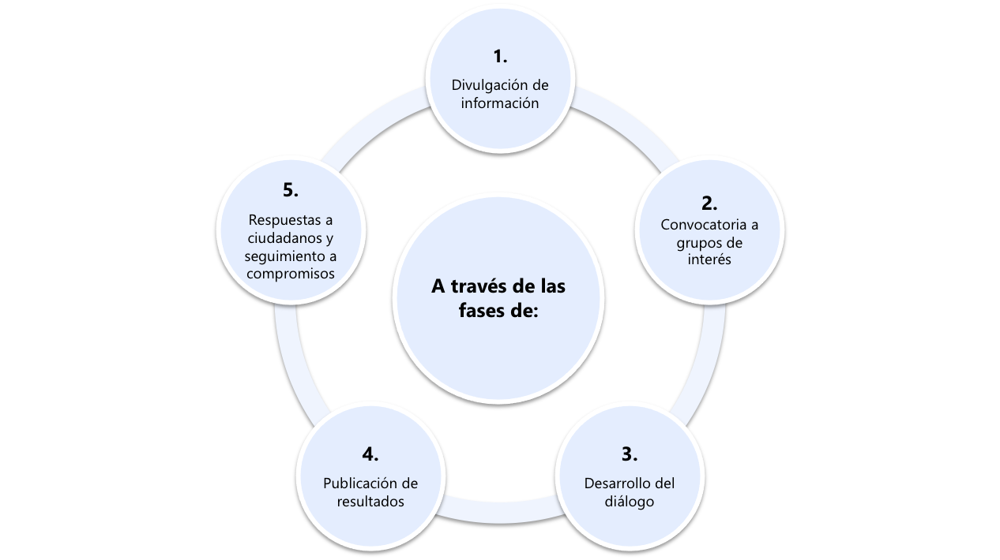 1.
Divulgación de
información
2.
Convocatoria a
grupos de
interés
3.
Desarrollo del
diálogo
4.
Publicación de
resultados
5.
Respuestas a
ciudadanos y
seguimiento a
compromisos
A través de las
fases de: